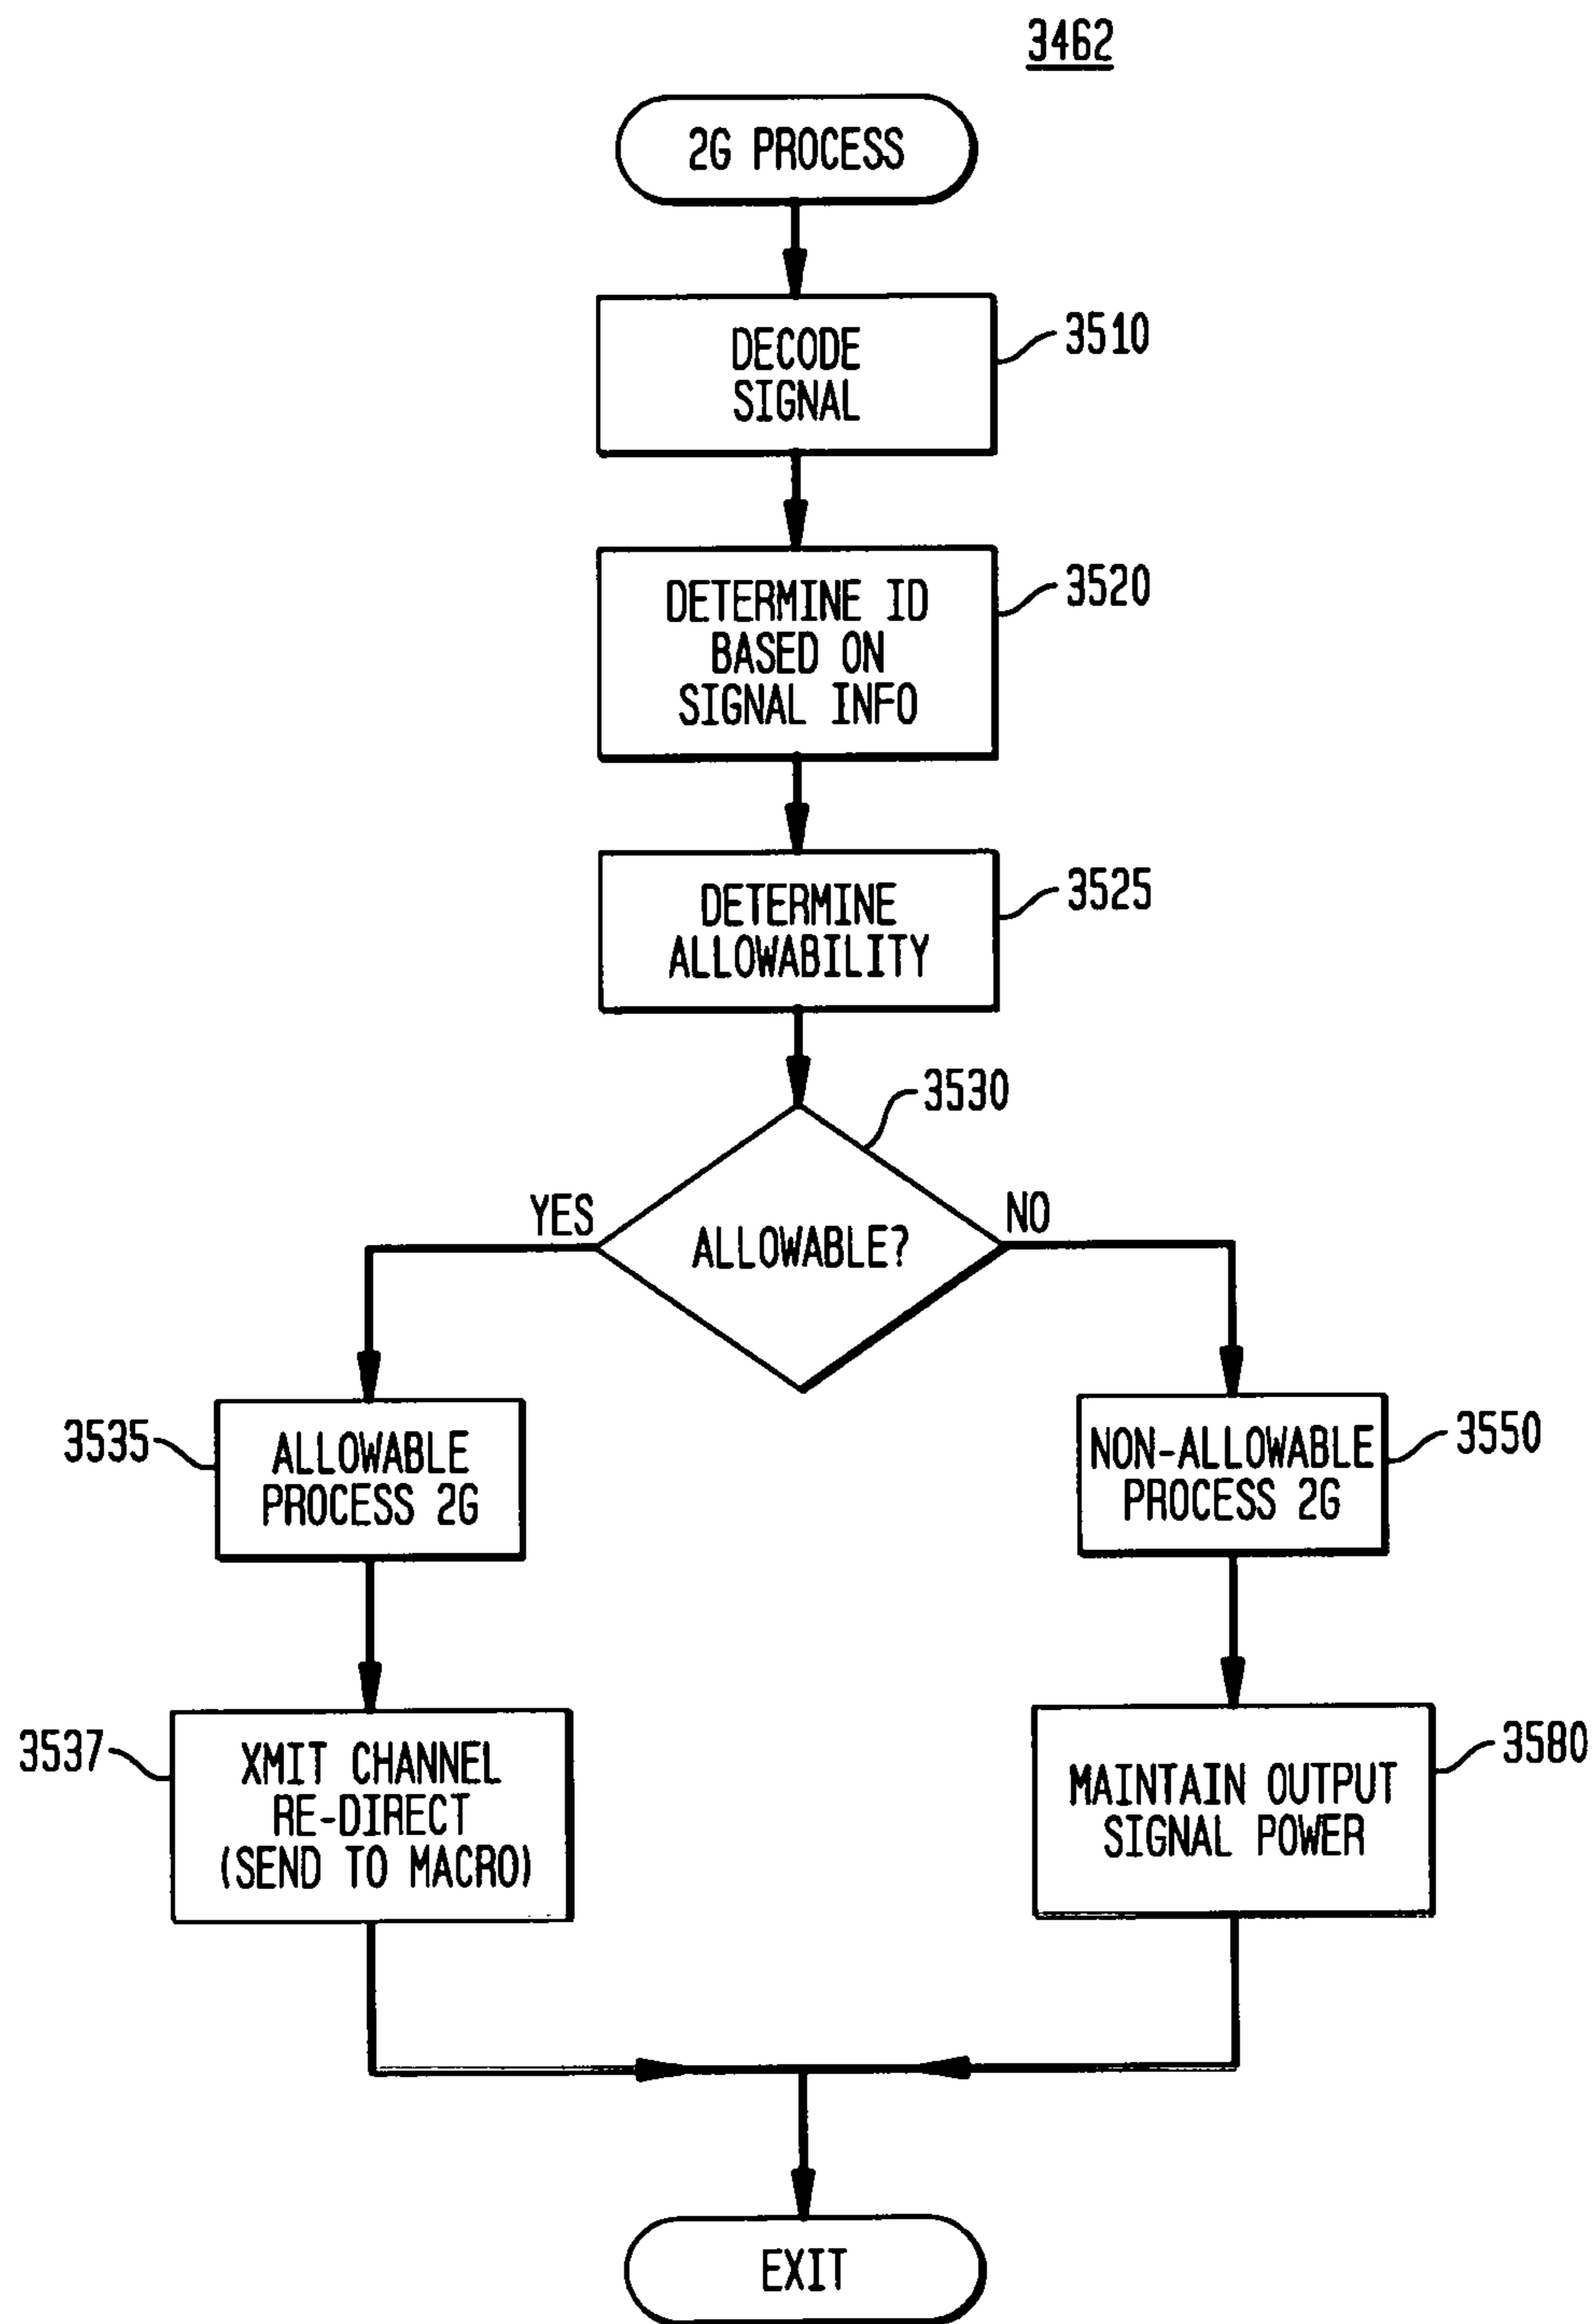 3462
2G PROCESS
DECODE
SIGNAL
3510
DETERMINE ID
BASED ON
SIGNAL INFO
3520
DETERMINE
ALLOWABILITY
3525
3530
YES
ALLOWABLE?
NO
3535
ALLOWABLE
PROCESS 2G
NON-ALLOWABLE
PROCESS 2G
3550
3537
XMIT CHANNEL
RE-DIRECT
(SEND TO MACRO)
MAINTAIN OUTPUT
SIGNAL POWER
3580
EXIT